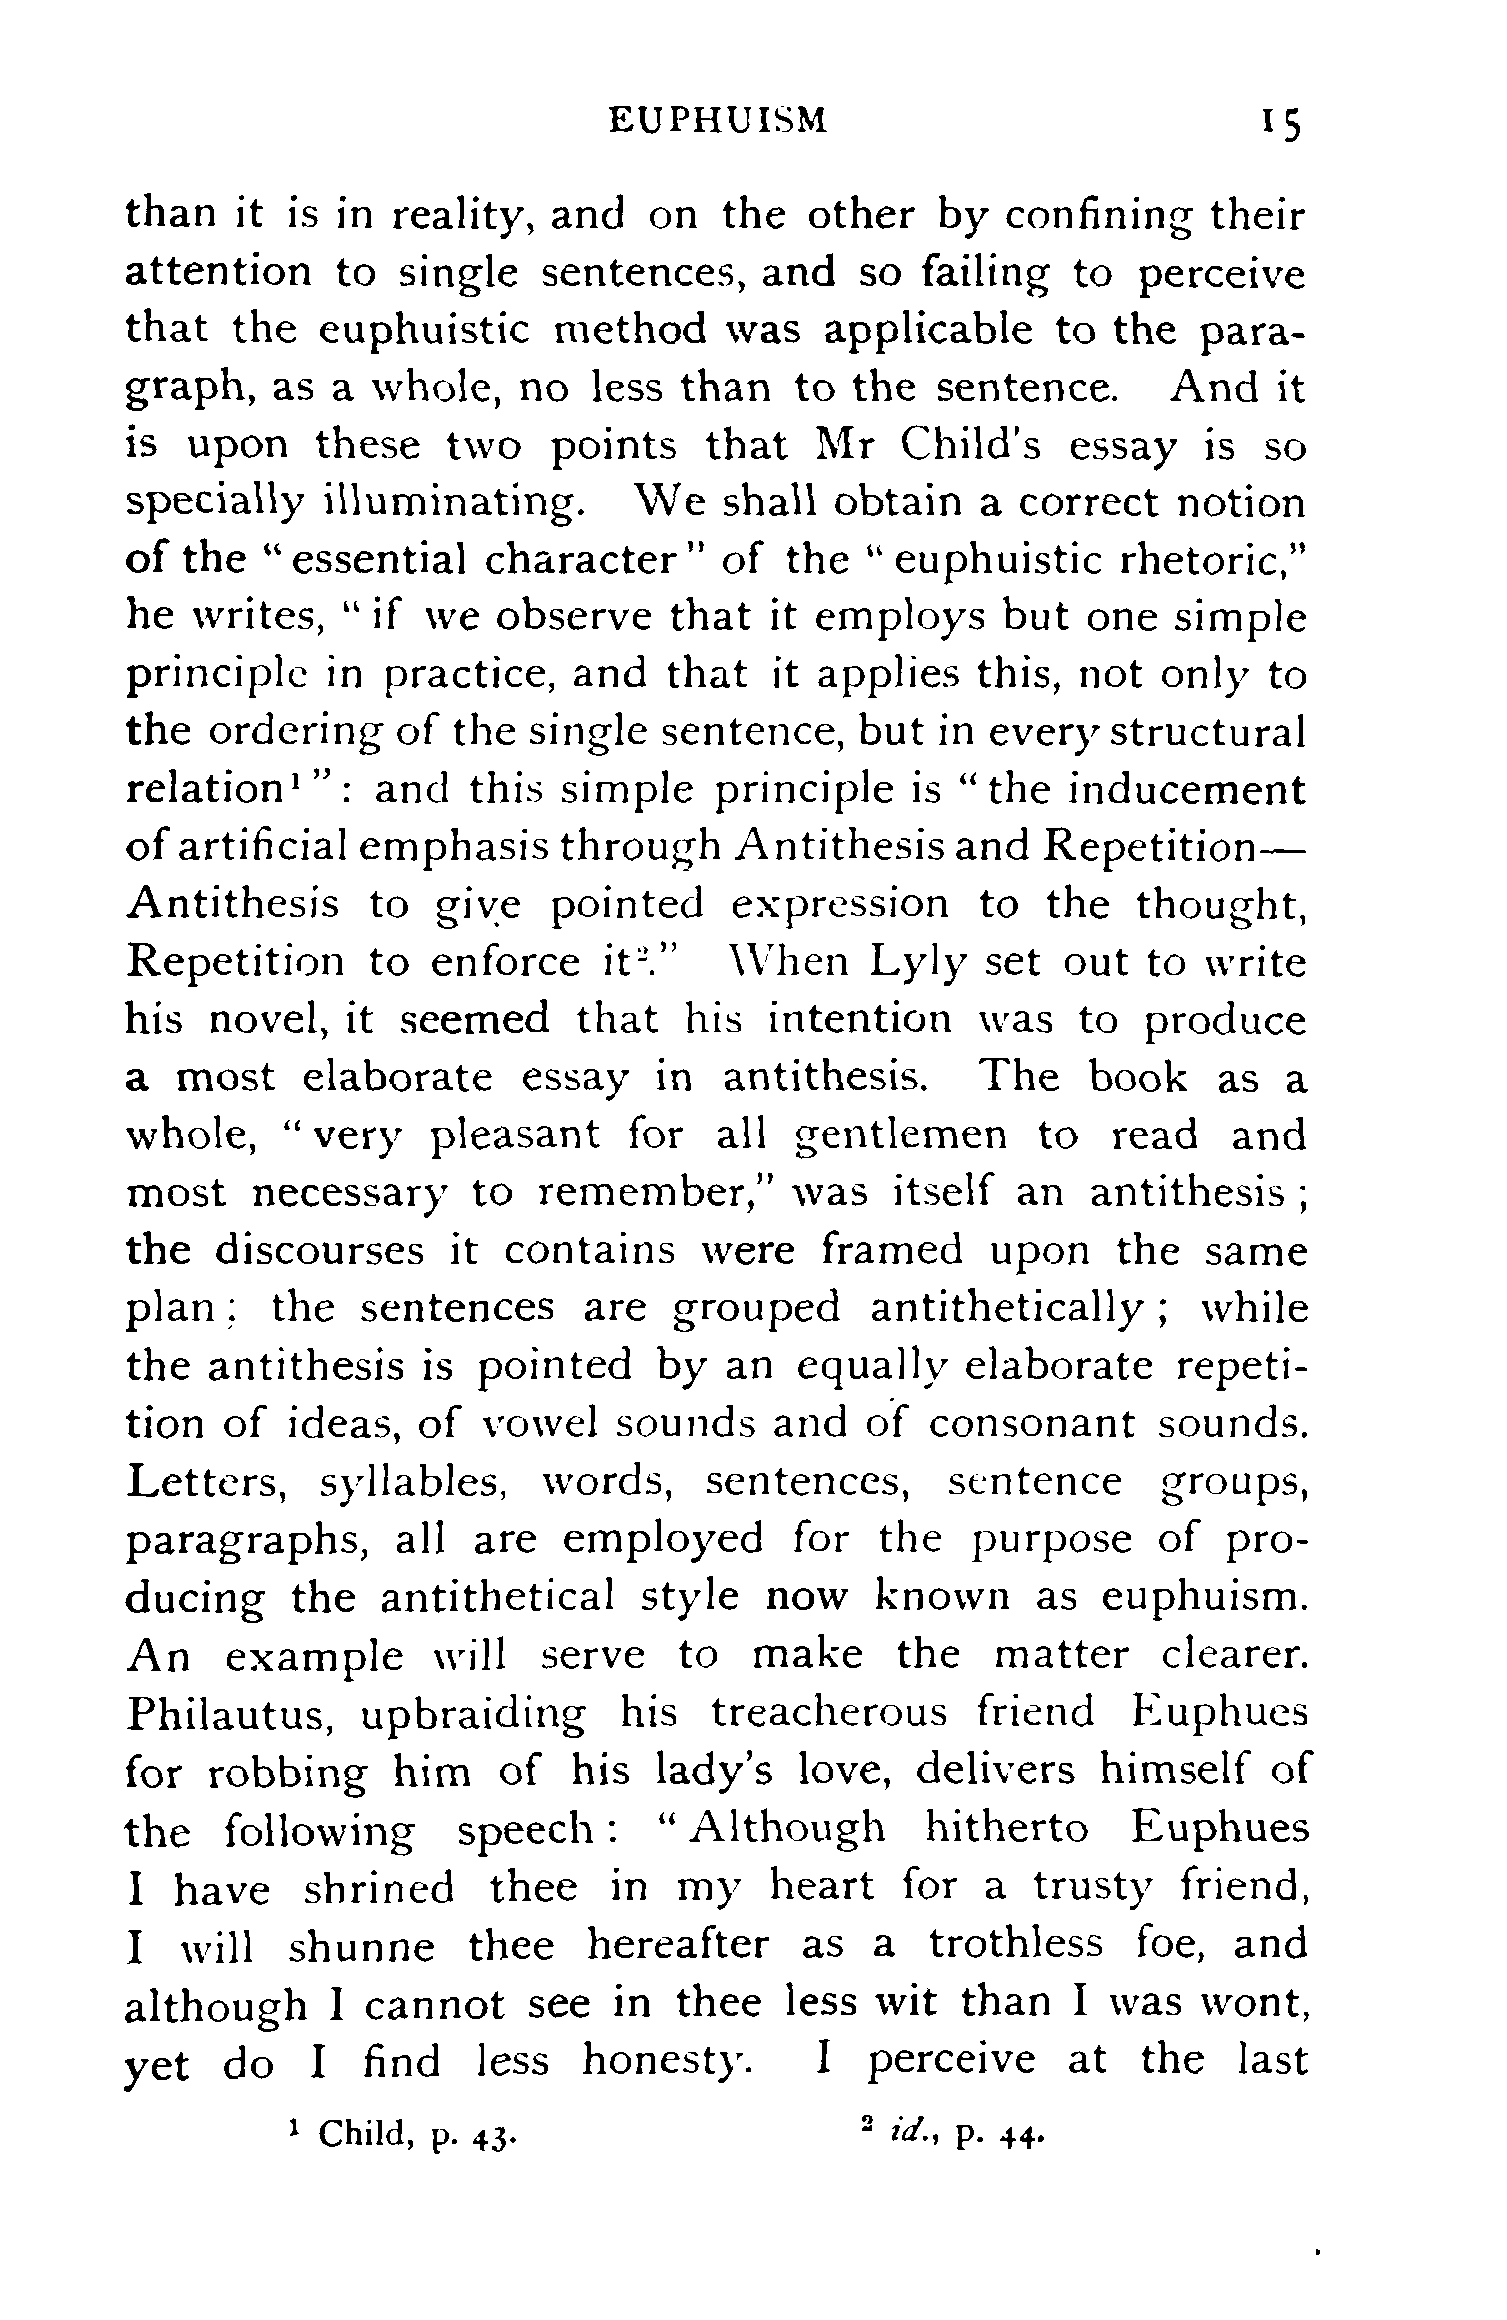 EUPHUISM 15
than it is in reality, and on the other by confining their
attention to single sentences, and so failing to perceive
that the euphuistic method was applicable to the para-
graph, as a whole, no less than to the sentence. And it
is upon these two points that Mr Child's essay is so
specially illuminating. We shall obtain a correct notion
of the “ essential character ” of the “ euphuistic rhetoric,”
he writes, “ if we observe that it employs but one simple
principle in practice, and that it applies this, not only to
the ordering of the single sentence, but in every structural
relation¹ ” : and this simple principle is “ the inducement
of artificial emphasis through Antithesis and Repetition—
Antithesis to give pointed expression to the thought,
Repetition to enforce it².” When Lyly set out to write
his novel, it seemed that his intention was to produce
a most elaborate essay in antithesis. The book as a
whole, “ very pleasant for all gentlemen to read and
most necessary to remember,” was itself an antithesis ;
the discourses it contains were framed upon the same
plan ; the sentences are grouped antithetically ; while
the antithesis is pointed by an equally elaborate repeti-
tion of ideas, of vowel sounds and of consonant sounds.
Letters, syllables, words, sentences, sentence groups,
paragraphs, all are employed for the purpose of pro-
ducing the antithetical style now known as euphuism.
An example will serve to make the matter clearer.
Philautus, upbraiding his treacherous friend Euphues
for robbing him of his lady's love, delivers himself of
the following speech : “ Although hitherto Euphues
I have shrined thee in my heart for a trusty friend,
I will shunne thee hereafter as a trothless foe, and
although I cannot see in thee less wit than I was wont,
yet do I find less honesty. I perceive at the last
¹ Child, p. 43. ² id., p. 44.